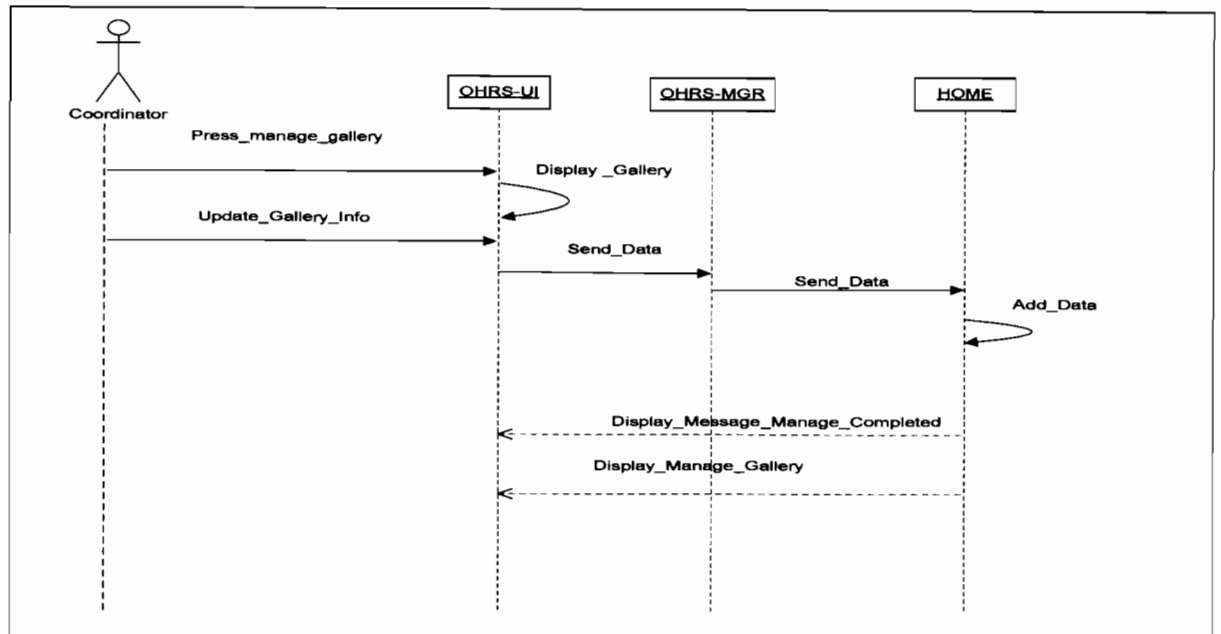 OHRS-UI
OHRS-MGR
HOME
Coordinator
Press_manage_gallery
Display _Gallery
Update_Gallery_Info
Send_Data
Send_Data
Add_Data
Display_Message_Manage_Completed
Display_Manage_Gallery